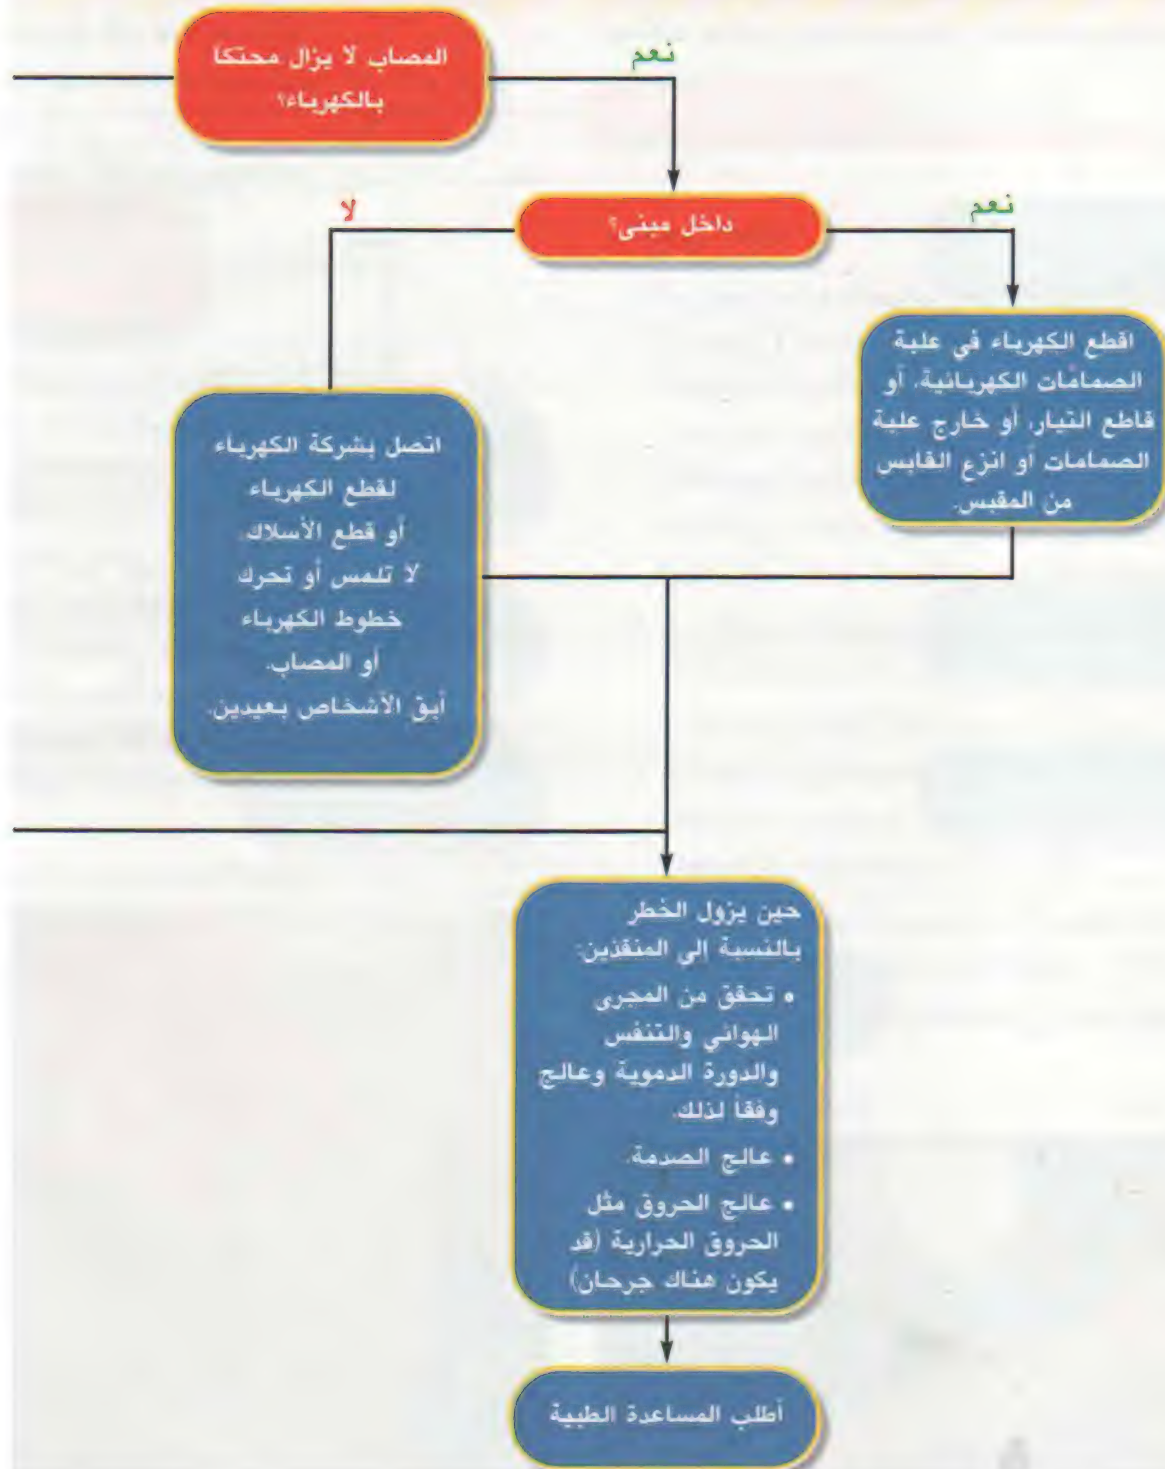 المصاب لا يزال محتكاً
بالكهرباء؟
نعم
داخل مبنى؟
نعم
لا
اقطع الكهرباء في علبة
الصمامات الكهربائية، أو
قاطع التيار، أو خارج علبة
الصمامات أو انزع القابس
من المقبس.
اتصل بشركة الكهرباء
لقطع الكهرباء
أو قطع الأسلاك.
لا تلمس أو تحرك
خطوط الكهرباء
أو المصاب.
أبق الأشخاص بعيدين.
حين يزول الخطر
بالنسبة إلى المنقذين:
• تحقق من المجرى
الهوائي والتنفس
والدورة الدموية وعالج
وفقاً لذلك.
• عالج الصدمة.
• عالج الحروق مثل
الحروق الحرارية (قد
يكون هناك جرحان)
أطلب المساعدة الطبية